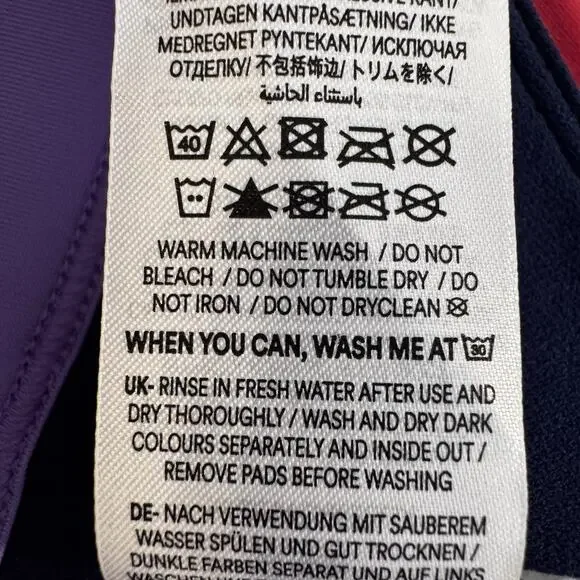 UNDTAGEN KANTPÅSÆTNING/ IKKE
MEDREGNET PYNTEKANT/ ИСКЛЮЧАЯ
ОТДЕЛКУ/ 不包括饰边/ トリムを除く/
باستثناء الحاشية
40
WARM MACHINE WASH / DO NOT
BLEACH / DO NOT TUMBLE DRY / DO
NOT IRON / DO NOT DRYCLEAN
WHEN YOU CAN, WASH ME AT 30
UK- RINSE IN FRESH WATER AFTER USE AND
DRY THOROUGHLY / WASH AND DRY DARK
COLOURS SEPARATELY AND INSIDE OUT /
REMOVE PADS BEFORE WASHING
DE- NACH VERWENDUNG MIT SAUBEREM
WASSER SPÜLEN UND GUT TROCKNEN /
DUNKLE FARBEN SEPARAT UND AUF LINKS